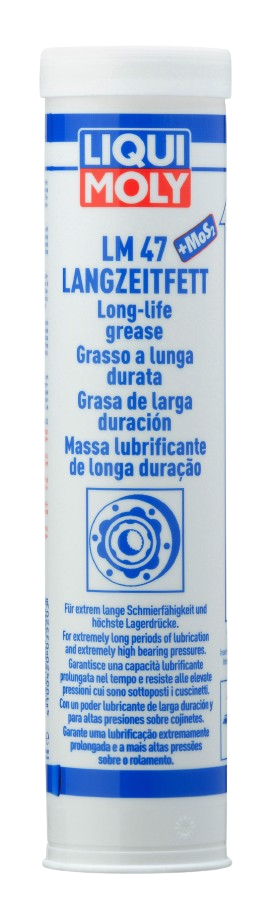 LIQUI
MOLY
LM 47
+MoS₂
LANGZEITFETT
Long-life
grease
Grasso a lunga
durata
Grasa de larga
duración
Massa lubrificante
de longa duração
Für extrem lange Schmierfähigkeit und
höchste Lagerdrücke.
For extremely long periods of lubrication
and extremely high bearing pressures.
Garantisce una capacità lubrificante
prolungata nel tempo e resiste alle elevate
pressioni cui sono sottoposti i cuscinetti.
Con un poder lubricante de larga duración y
para altas presiones sobre cojinetes.
Garante uma lubrificação extremamente
prolongada e a mais altas pressões
sobre o rolamento.